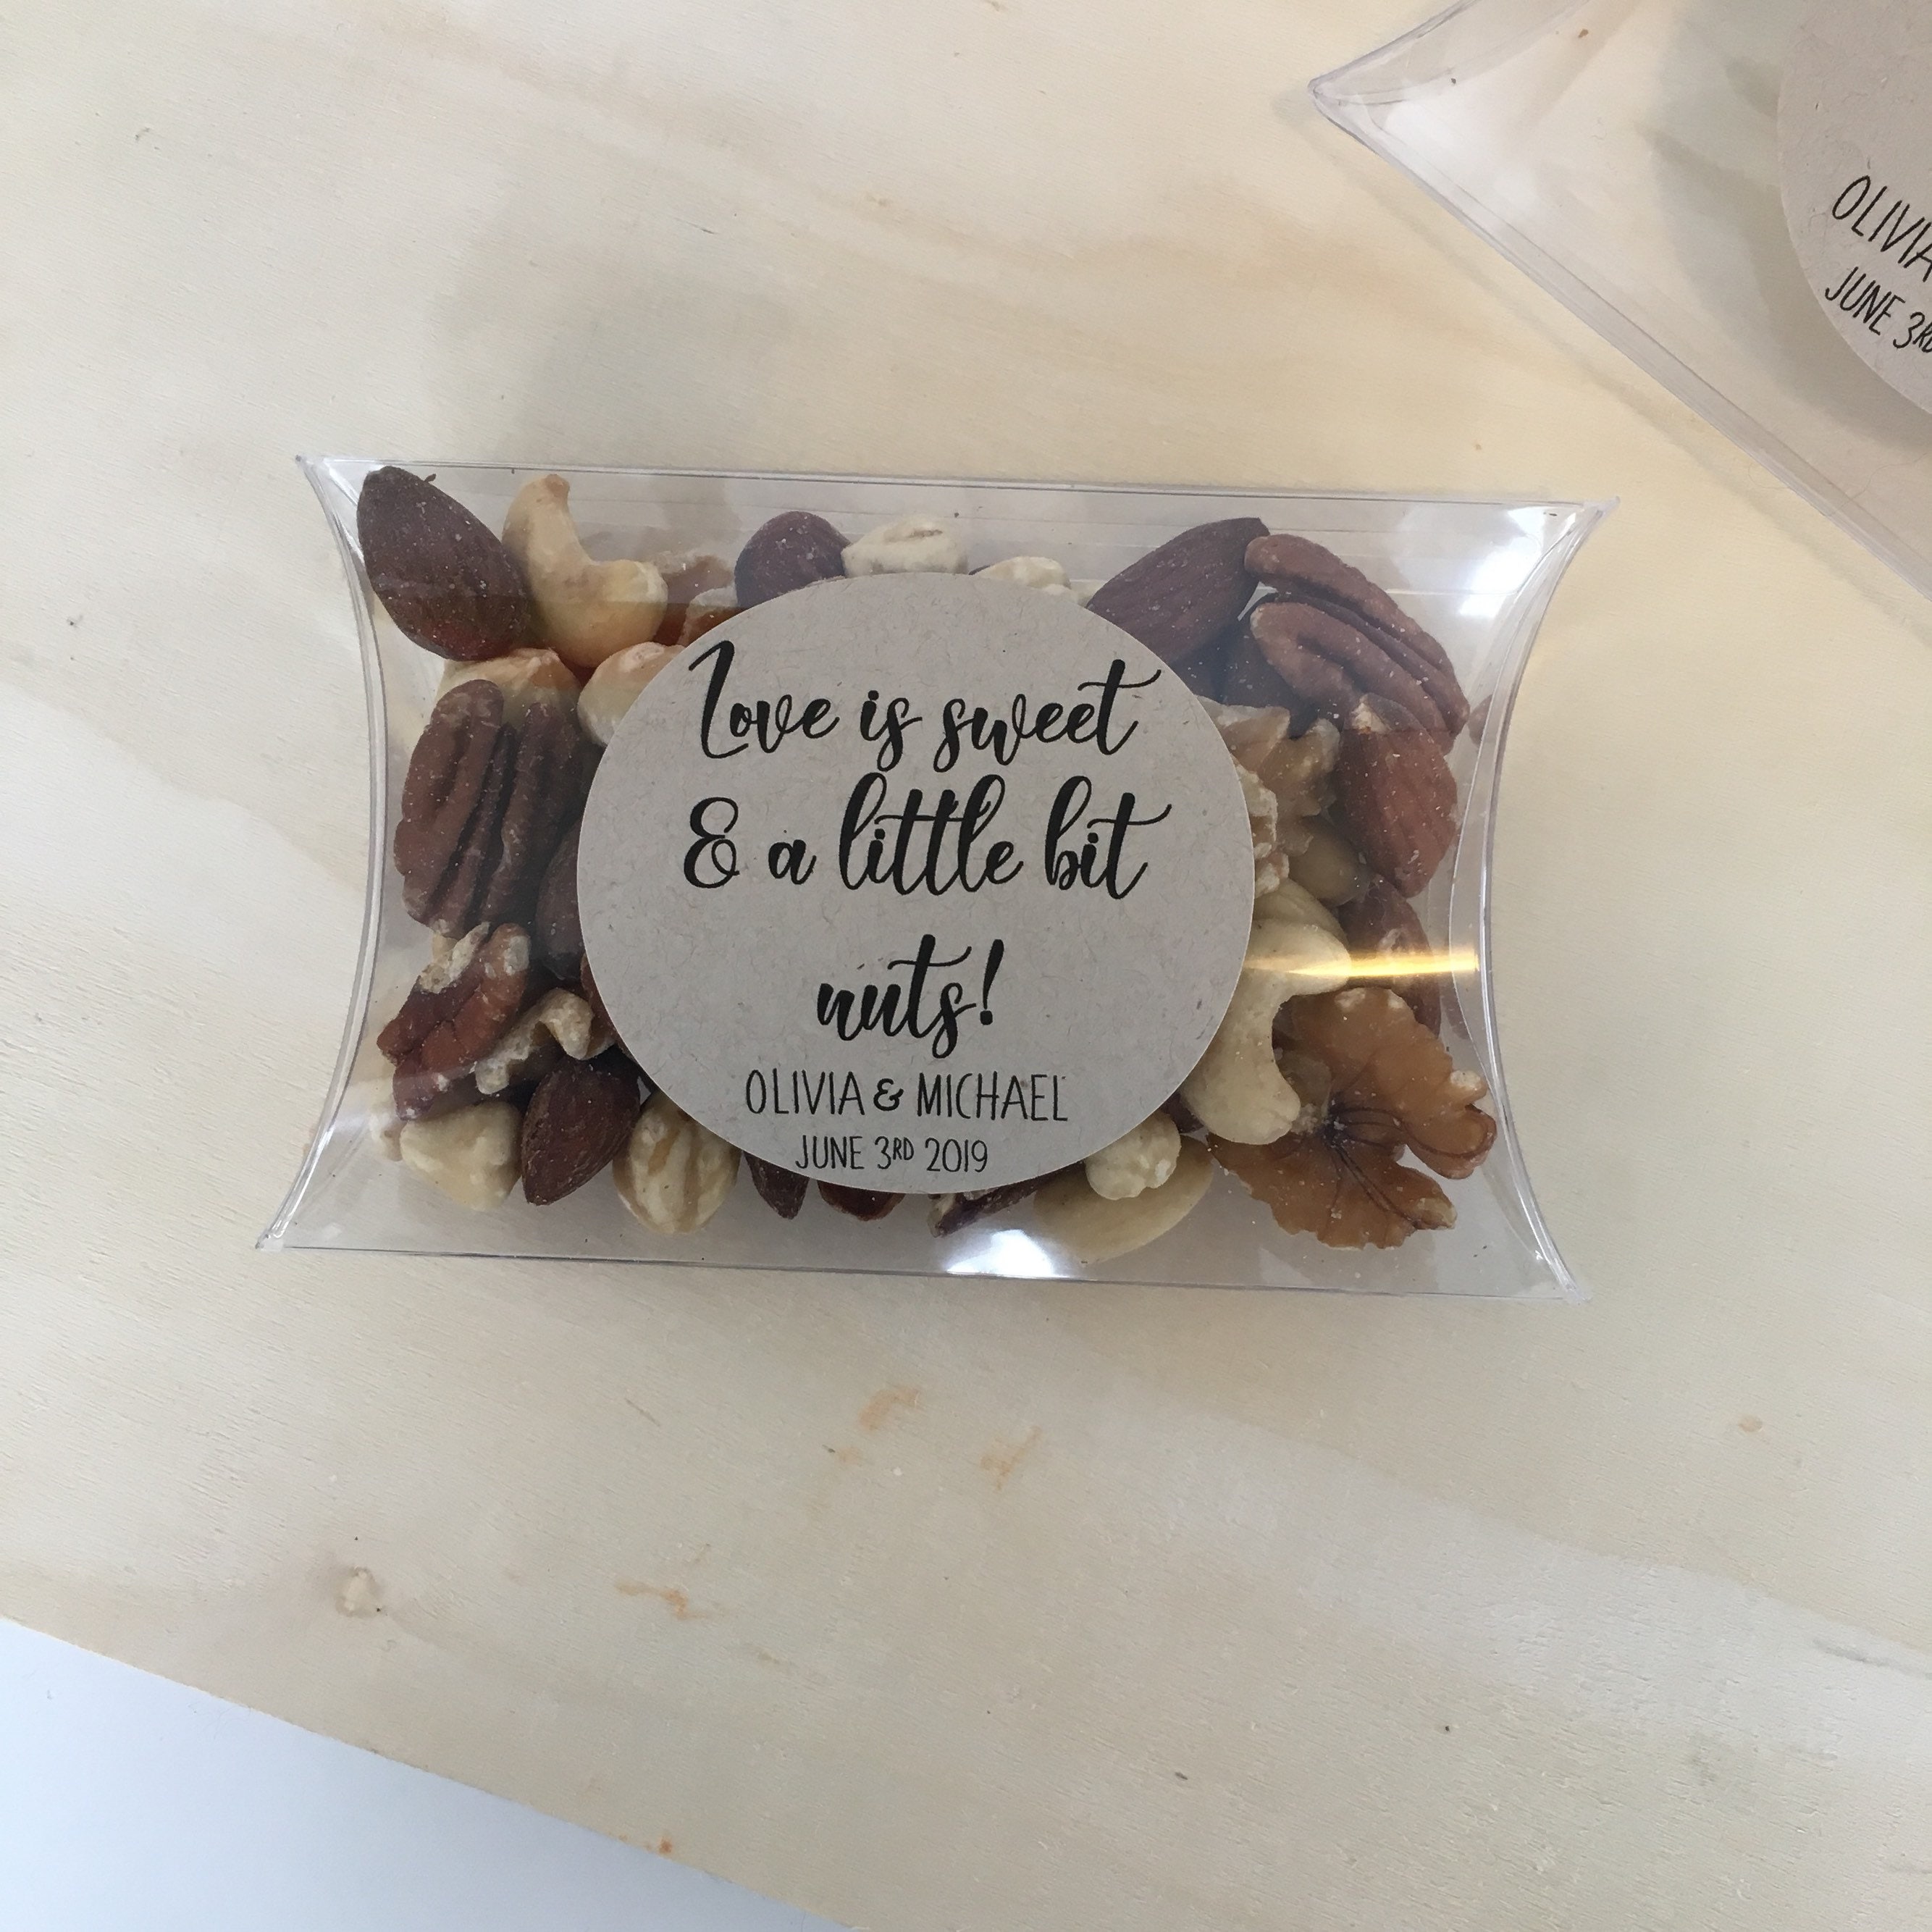 Love is sweet
& a little bit
nuts!
OLIVIA & MICHAEL
JUNE 3RD 2019
OLIVIA
JUNE 3RD